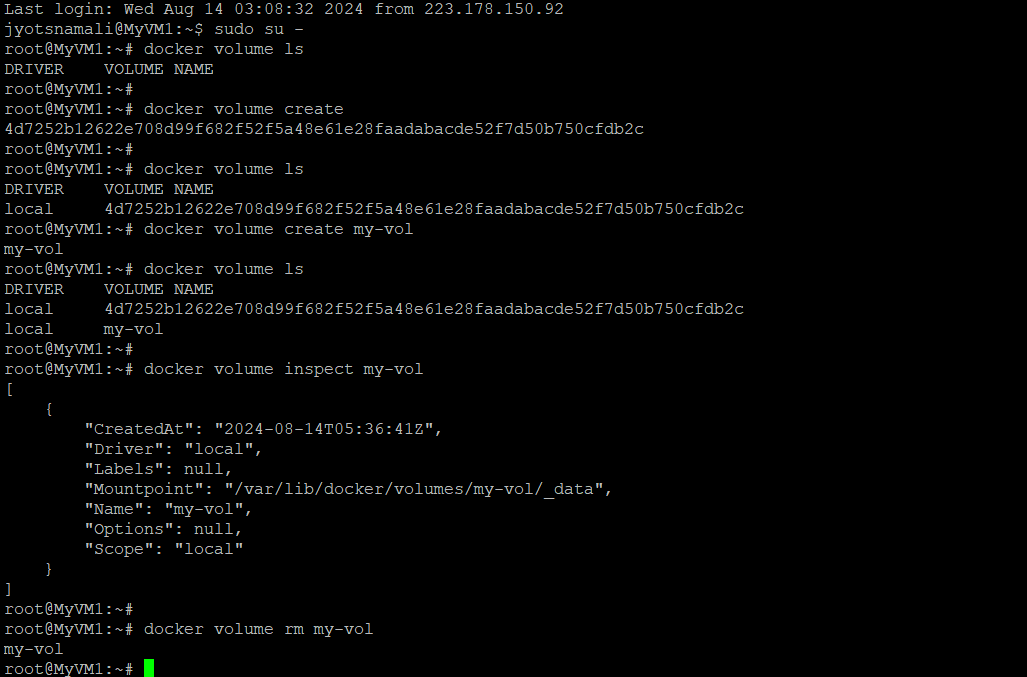 Last login: Wed Aug 14 03:08:32 2024 from 223.178.150.92
jyotsnamali@MyVM1:~$ sudo su -
root@MyVM1:~# docker volume ls
DRIVER    VOLUME NAME
root@MyVM1:~#
root@MyVM1:~# docker volume create
4d7252b12622e708d99f682f52f5a48e61e28faadabacde52f7d50b750cfdb2c
root@MyVM1:~#
root@MyVM1:~# docker volume ls
DRIVER    VOLUME NAME
local     4d7252b12622e708d99f682f52f5a48e61e28faadabacde52f7d50b750cfdb2c
root@MyVM1:~# docker volume create my-vol
my-vol
root@MyVM1:~# docker volume ls
DRIVER    VOLUME NAME
local     4d7252b12622e708d99f682f52f5a48e61e28faadabacde52f7d50b750cfdb2c
local     my-vol
root@MyVM1:~#
root@MyVM1:~# docker volume inspect my-vol
[
    {
        "CreatedAt": "2024-08-14T05:36:41Z",
        "Driver": "local",
        "Labels": null,
        "Mountpoint": "/var/lib/docker/volumes/my-vol/_data",
        "Name": "my-vol",
        "Options": null,
        "Scope": "local"
    }
]
root@MyVM1:~#
root@MyVM1:~# docker volume rm my-vol
my-vol
root@MyVM1:~#